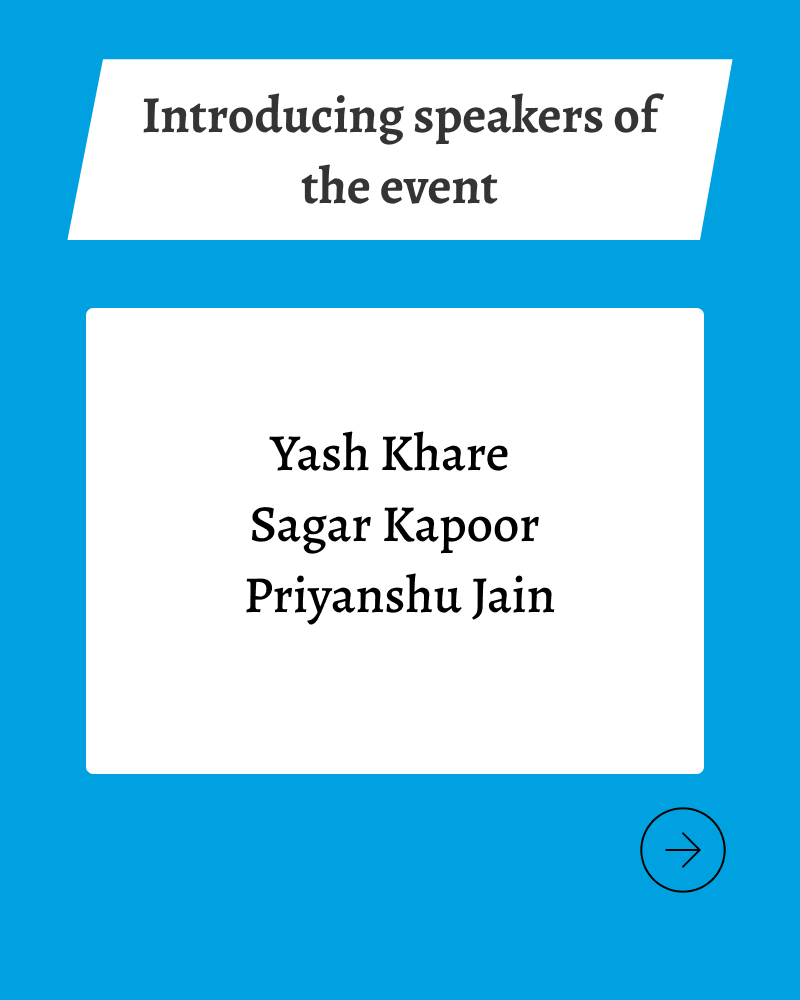 Introducing speakers of
the event
Yash Khare
Sagar Kapoor
Priyanshu Jain